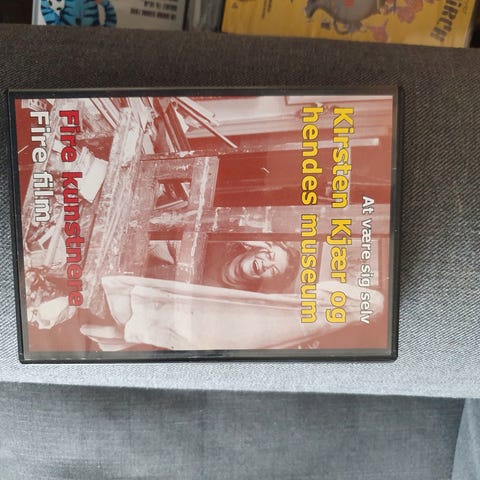 At være sig selv
Kirsten Kjær og
hendes museum
Fire kunstnere
Fire film